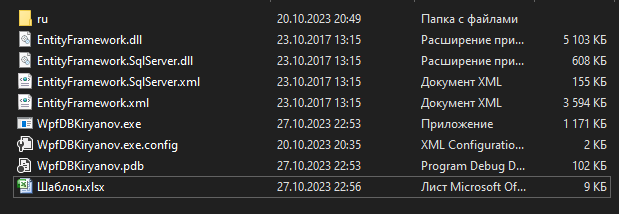 ru 20.10.2023 20:49 Папка с файлами
EntityFramework.dll 23.10.2017 13:15 Расширение при... 5 103 КБ
EntityFramework.SqlServer.dll 23.10.2017 13:15 Расширение при... 608 КБ
EntityFramework.SqlServer.xml 23.10.2017 13:15 Документ XML 155 КБ
EntityFramework.xml 23.10.2017 13:15 Документ XML 3 594 КБ
WpfDBKiryanov.exe 27.10.2023 22:53 Приложение 1 171 КБ
WpfDBKiryanov.exe.config 20.10.2023 20:35 XML Configuratio... 2 КБ
WpfDBKiryanov.pdb 27.10.2023 22:53 Program Debug D... 102 КБ
Шаблон.xlsx 27.10.2023 22:56 Лист Microsoft Of... 9 КБ